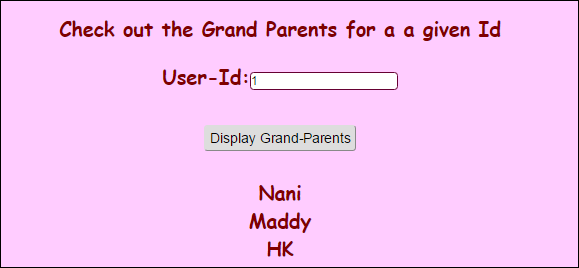 Check out the Grand Parents for a a given Id
User-Id:1
Display Grand-Parents
Nani
Maddy
HK